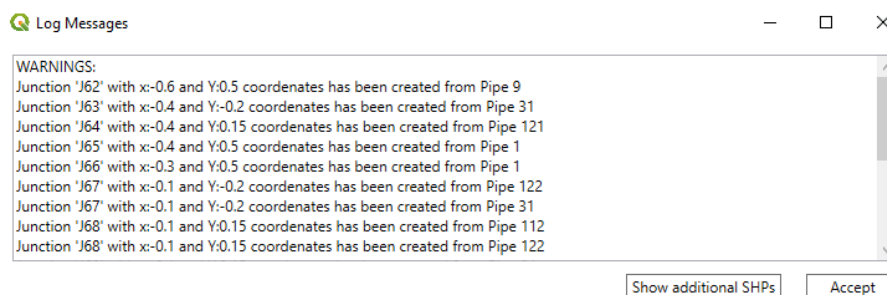 Log Messages
WARNINGS:
Junction 'J62' with x:-0.6 and Y:0.5 coordenates has been created from Pipe 9
Junction 'J63' with x:-0.4 and Y:-0.2 coordenates has been created from Pipe 31
Junction 'J64' with x:-0.4 and Y:0.15 coordenates has been created from Pipe 121
Junction 'J65' with x:-0.4 and Y:0.5 coordenates has been created from Pipe 1
Junction 'J66' with x:-0.3 and Y:0.5 coordenates has been created from Pipe 1
Junction 'J67' with x:-0.1 and Y:-0.2 coordenates has been created from Pipe 122
Junction 'J67' with x:-0.1 and Y:-0.2 coordenates has been created from Pipe 31
Junction 'J68' with x:-0.1 and Y:0.15 coordenates has been created from Pipe 112
Junction 'J68' with x:-0.1 and Y:0.15 coordenates has been created from Pipe 122
Show additional SHPs Accept